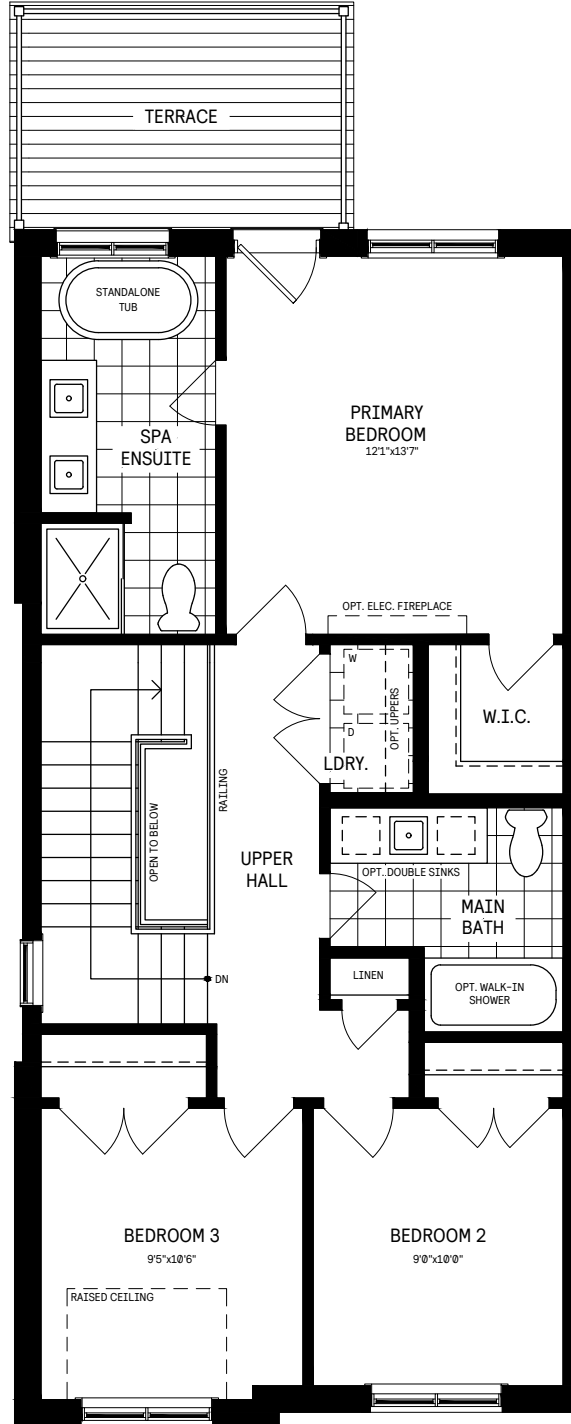 TERRACE
STANDALONE
TUB
SPA
ENSUITE
PRIMARY
BEDROOM
12'1"x13'7"
OPT. ELEC. FIREPLACE
W
D
OPT. UPPERS
LDRY.
W.I.C.
RAILING
OPEN TO BELOW
UPPER
HALL
OPT. DOUBLE SINKS
MAIN
BATH
DN
LINEN
OPT. WALK-IN
SHOWER
BEDROOM 3
9'5"x10'6"
RAISED CEILING
BEDROOM 2
9'0"x10'0"